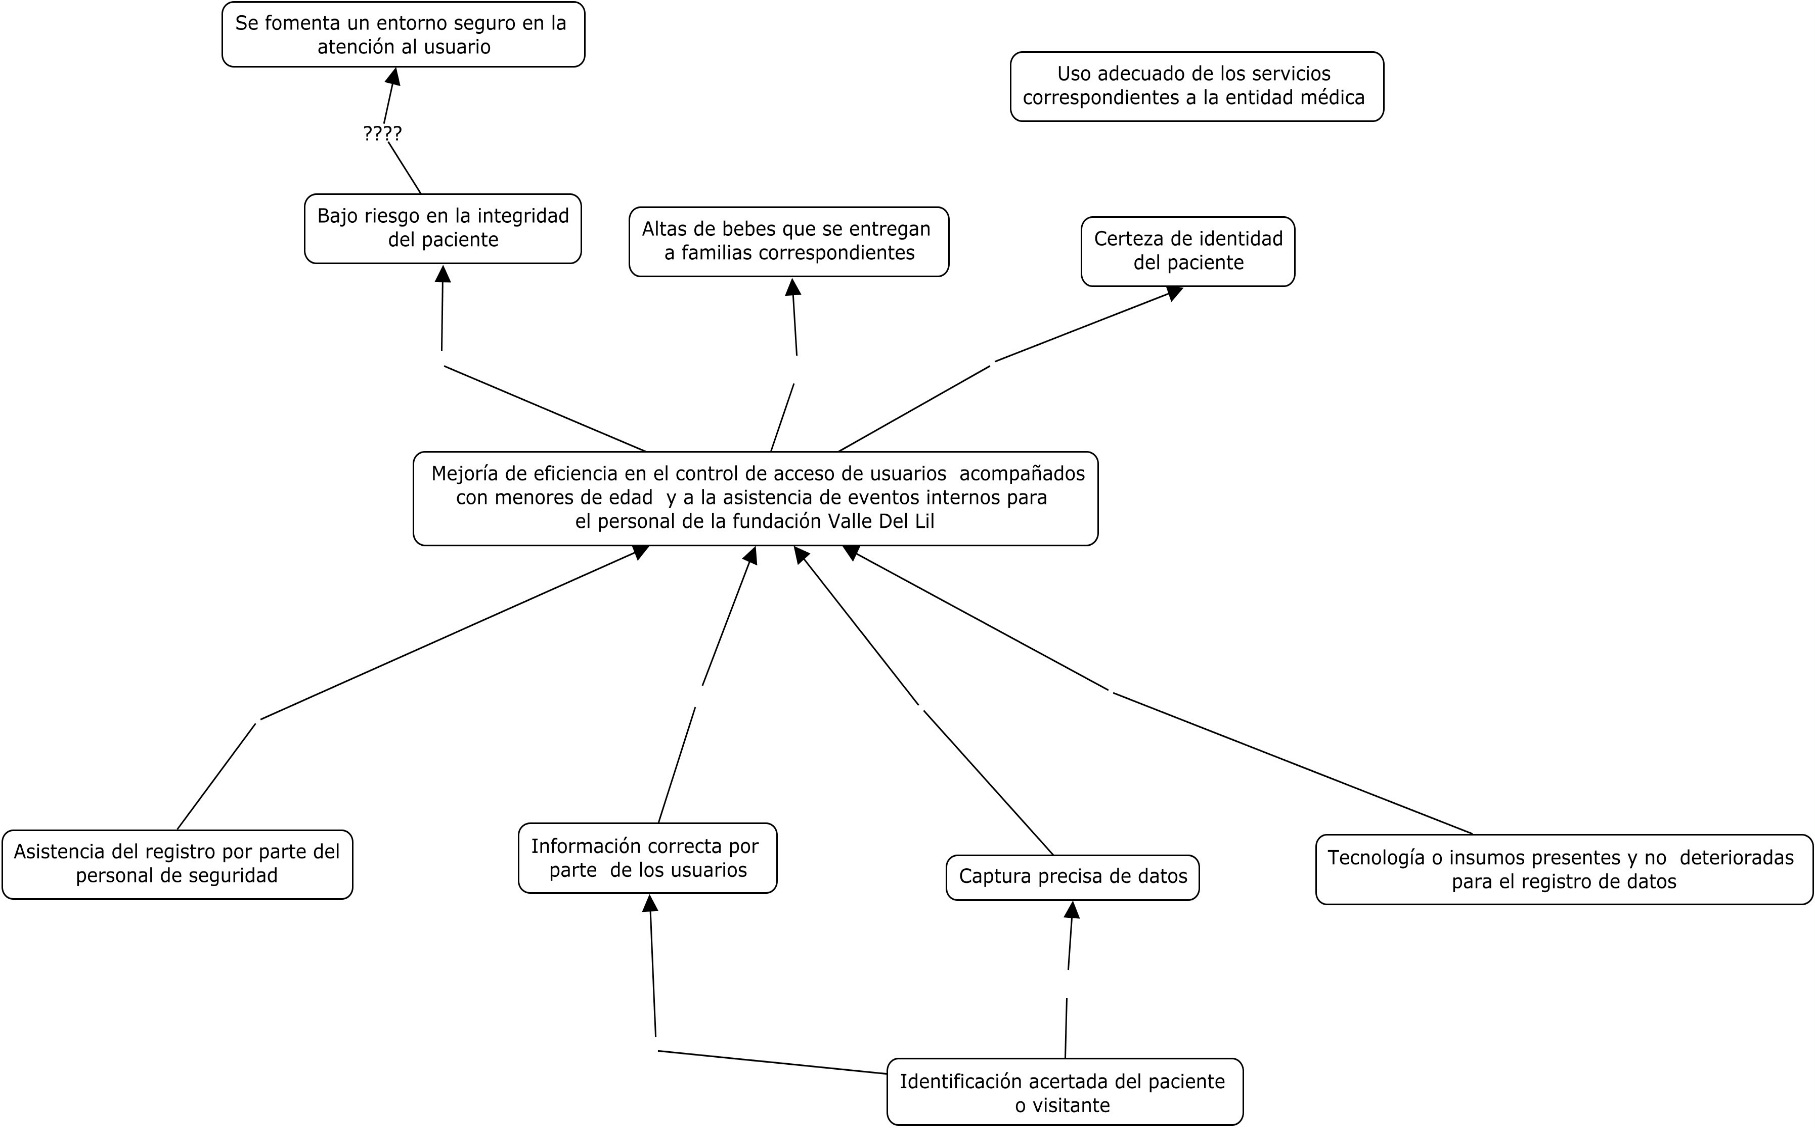 Se fomenta un entorno seguro en la
atención al usuario
Uso adecuado de los servicios
correspondientes a la entidad médica
????
Bajo riesgo en la integridad
del paciente
Altas de bebes que se entregan
a familias correspondientes
Certeza de identidad
del paciente
Mejoría de eficiencia en el control de acceso de usuarios acompañados
con menores de edad y a la asistencia de eventos internos para
el personal de la fundación Valle Del Lil
Asistencia del registro por parte del
personal de seguridad
Información correcta por
parte de los usuarios
Captura precisa de datos
Tecnología o insumos presentes y no deterioradas
para el registro de datos
Identificación acertada del paciente
o visitante